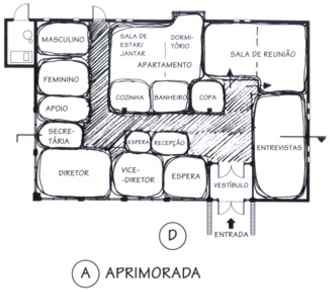 MASCULINO
SALA DE
ESTAR/
JANTAR
DORMI-
TÓRIO
SALA DE REUNIÃO
APARTAMENTO
FEMININO
COZINHA
BANHEIRO
COPA
APOIO
SECRE-
TÁRIA
ESPERA
RECEPÇÃO
ENTREVISTAS
DIRETOR
VICE-
DIRETOR
ESPERA
VESTÍBULO
ENTRADA
D
A APRIMORADA